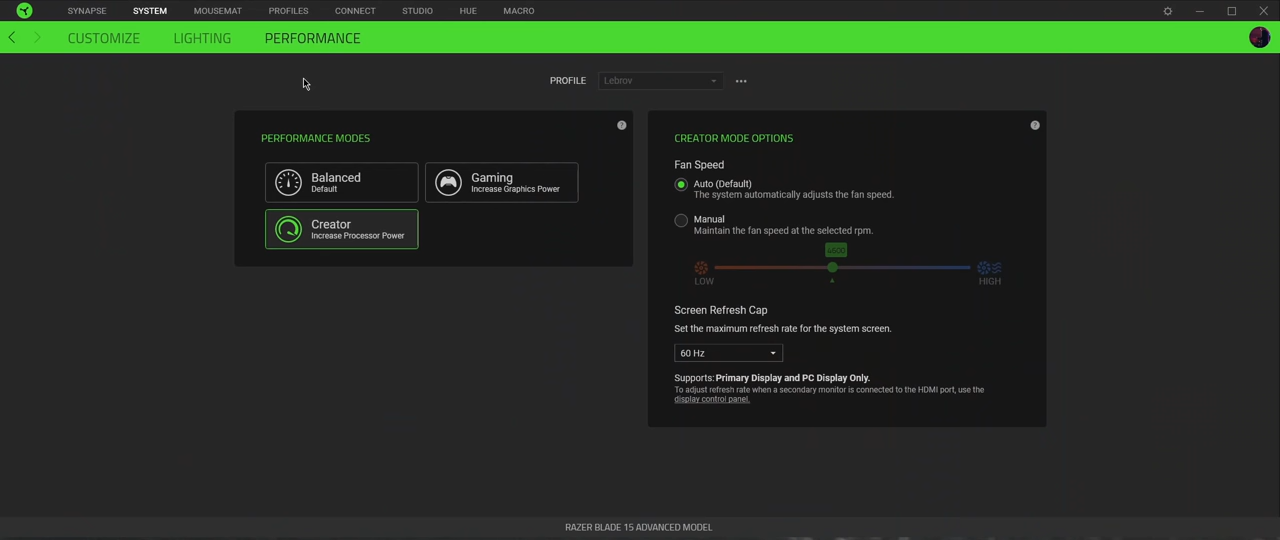 SYNAPSE SYSTEM MOUSEMAT PROFILES CONNECT STUDIO HUE MACRO
CUSTOMIZE LIGHTING PERFORMANCE
PROFILE Lebrov
PERFORMANCE MODES
Balanced
Default
Gaming
Increase Graphics Power
Creator
Increase Processor Power
CREATOR MODE OPTIONS
Fan Speed
Auto (Default)
The system automatically adjusts the fan speed.
Manual
Maintain the fan speed at the selected rpm.
4600
LOW HIGH
Screen Refresh Cap
Set the maximum refresh rate for the system screen.
60 Hz
Supports: Primary Display and PC Display Only.
To adjust refresh rate when a secondary monitor is connected to the HDMI port, use the
display control panel.
RAZER BLADE 15 ADVANCED MODEL